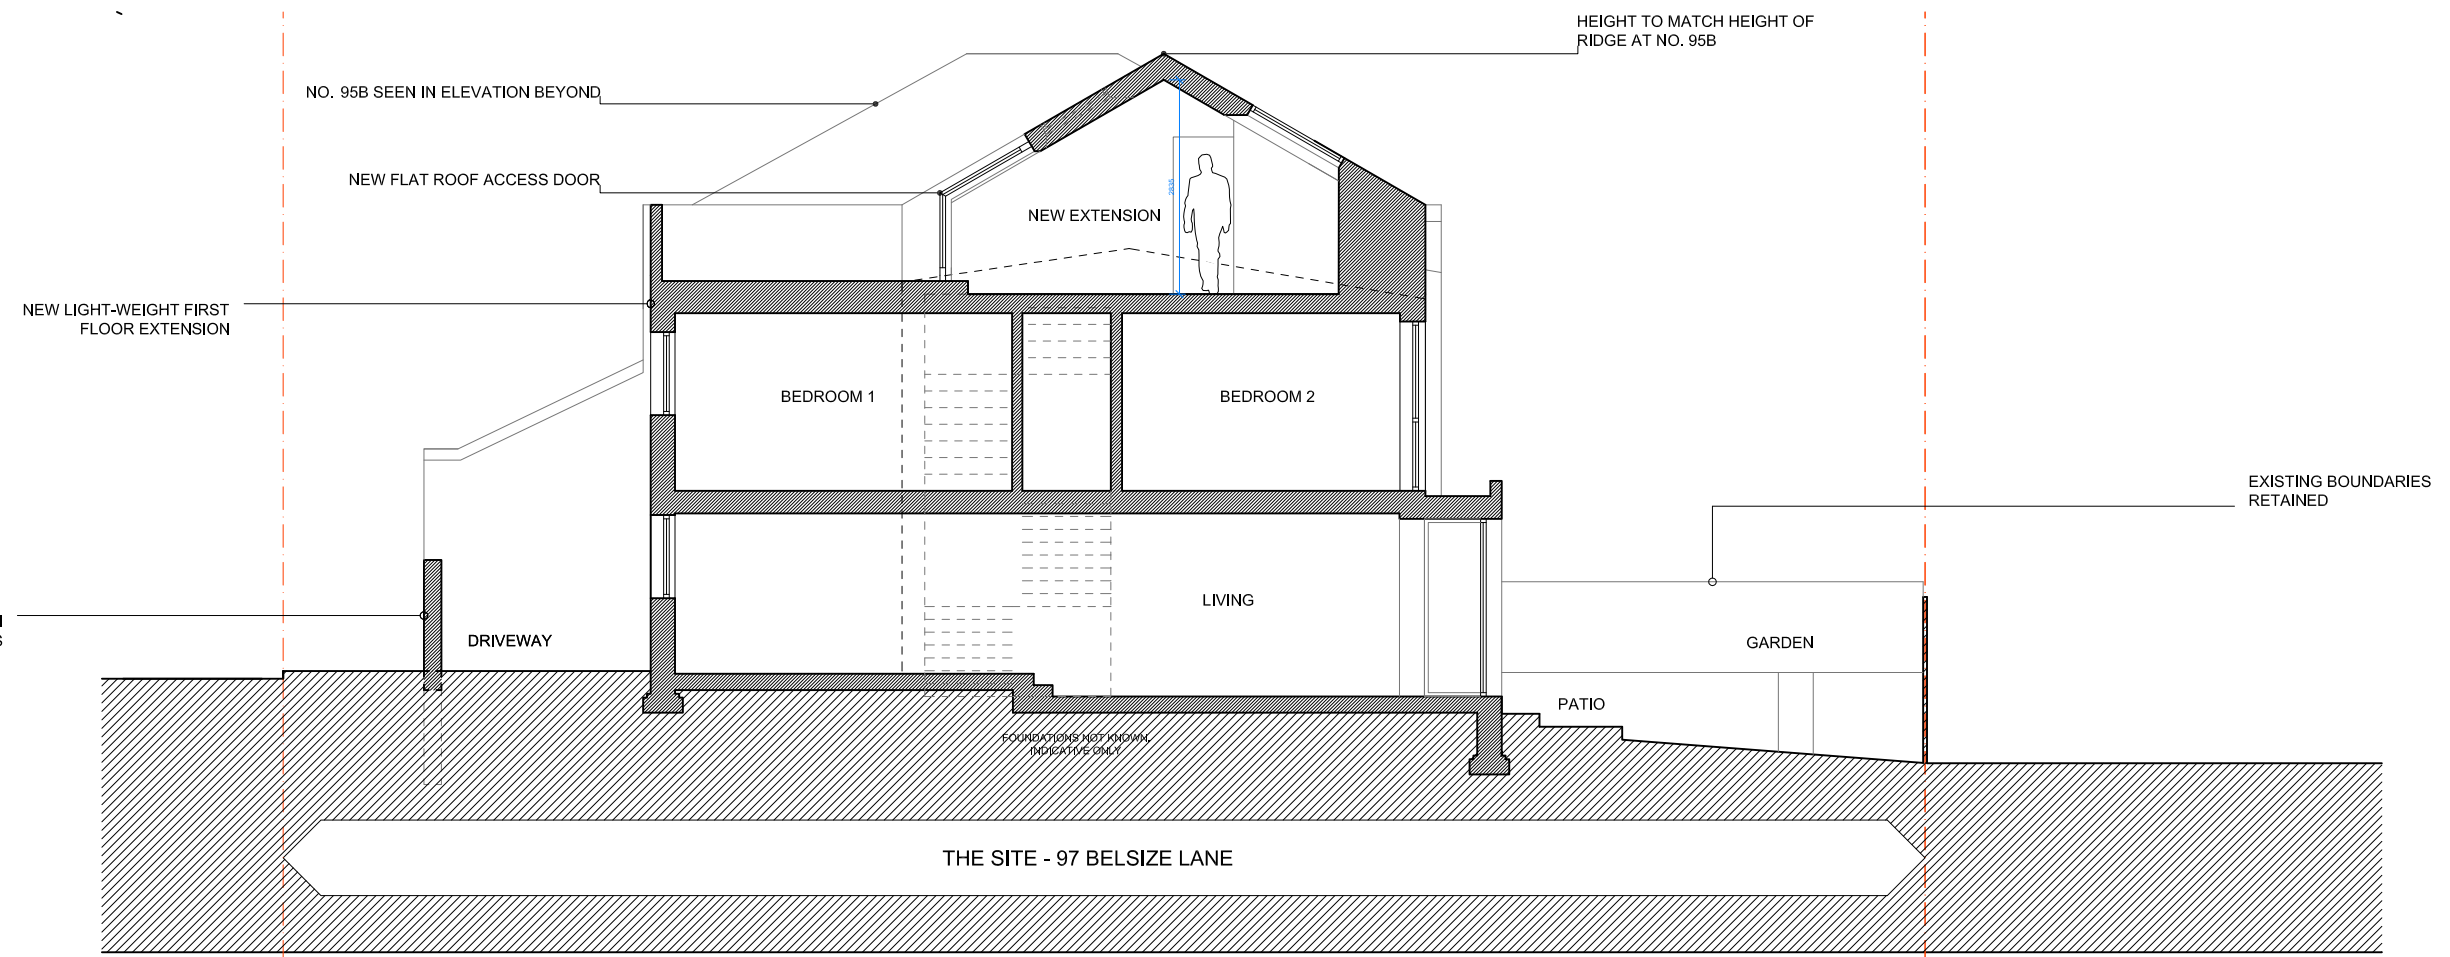 HEIGHT TO MATCH HEIGHT OF
RIDGE AT NO. 95B
NO. 95B SEEN IN ELEVATION BEYOND
NEW FLAT ROOF ACCESS DOOR
2835
NEW EXTENSION
NEW LIGHT-WEIGHT FIRST
FLOOR EXTENSION
BEDROOM 1
BEDROOM 2
EXISTING BOUNDARIES
RETAINED
LIVING
DRIVEWAY
GARDEN
PATIO
FOUNDATIONS NOT KNOWN,
INDICATIVE ONLY
THE SITE - 97 BELSIZE LANE